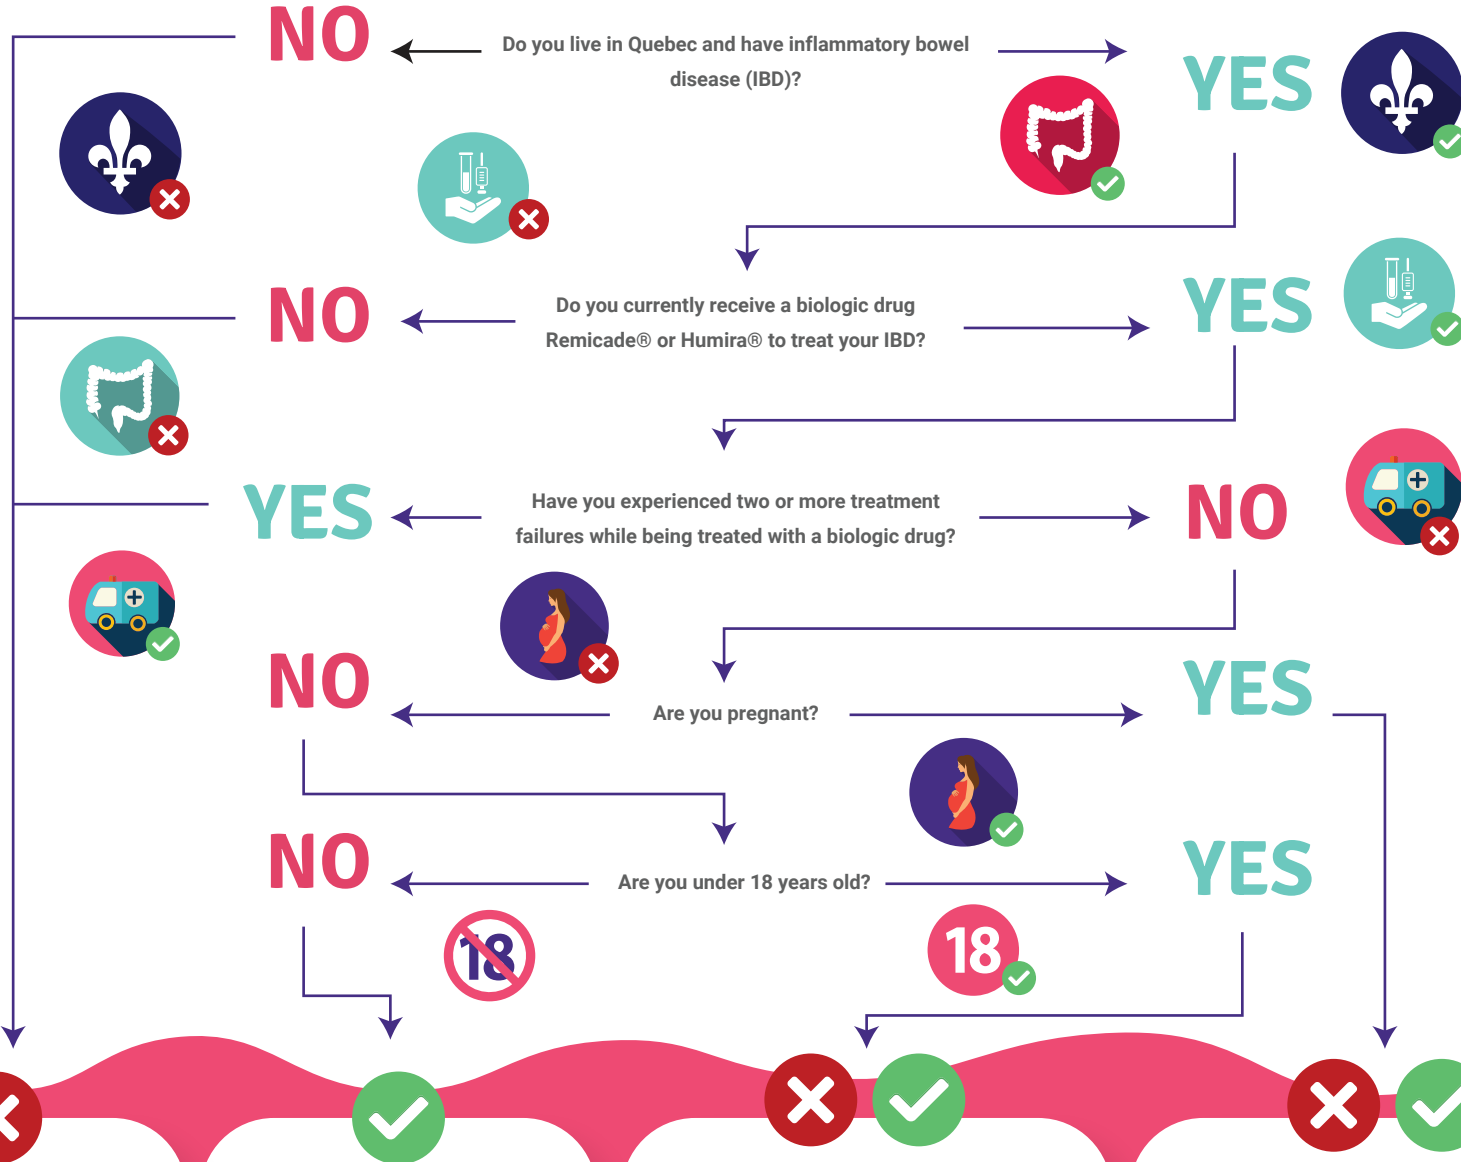 NO
Do you live in Quebec and have inflammatory bowel
disease (IBD)?
YES
NO
Do you currently receive a biologic drug
Remicade® or Humira® to treat your IBD?
YES
YES
Have you experienced two or more treatment
failures while being treated with a biologic drug?
NO
NO
Are you pregnant?
YES
NO
Are you under 18 years old?
YES
18
18